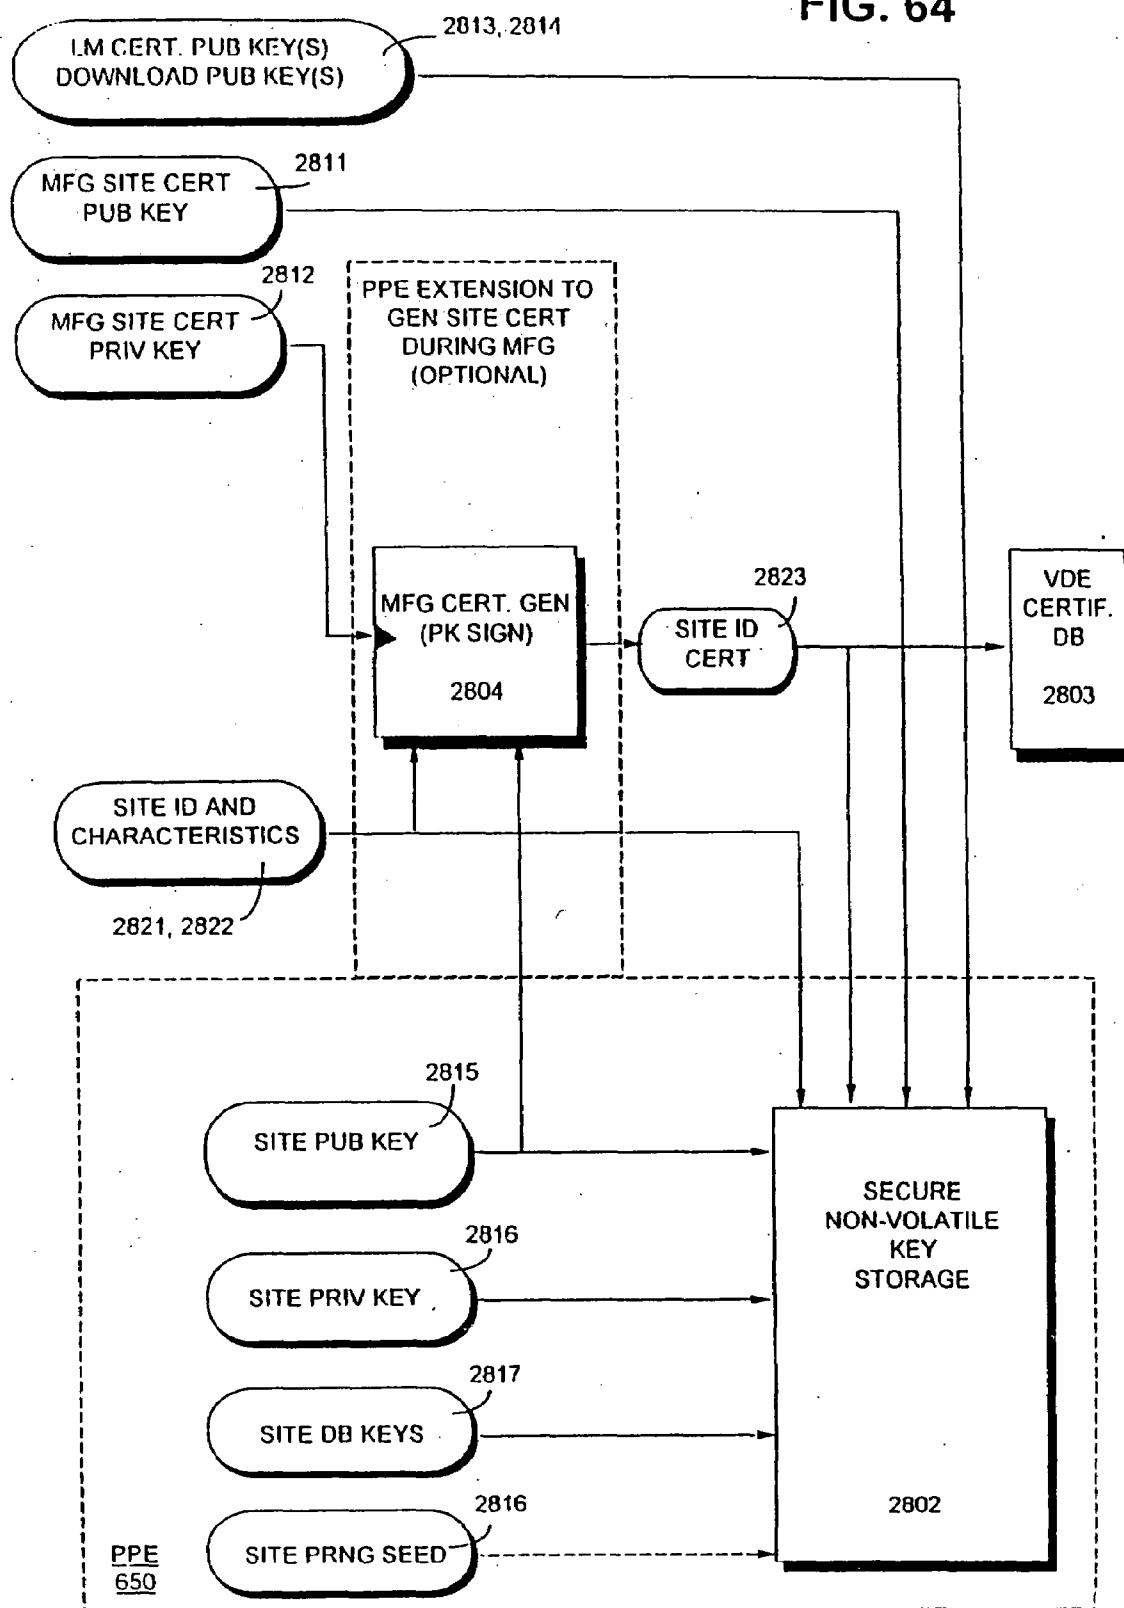 FIG. 64
2813, 2814
LM CERT. PUB KEY(S)
DOWNLOAD PUB KEY(S)
2811
MFG SITE CERT
PUB KEY
2812
MFG SITE CERT
PRIV KEY
PPE EXTENSION TO
GEN SITE CERT
DURING MFG
(OPTIONAL)
MFG CERT. GEN
(PK SIGN)
2804
2823
SITE ID
CERT
VDE
CERTIF.
DB
2803
SITE ID AND
CHARACTERISTICS
2821, 2822
2815
SITE PUB KEY
2816
SITE PRIV KEY
2817
SITE DB KEYS
2816
SITE PRNG SEED
SECURE
NON-VOLATILE
KEY
STORAGE
2802
PPE
650